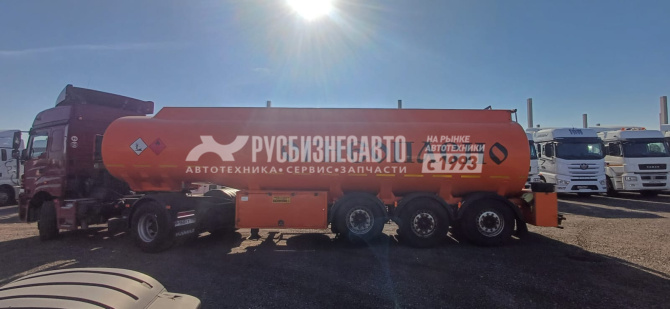 РУСБИЗНЕСАВТО
АВТОТЕХНИКА • СЕРВИС • ЗАПЧАСТИ
НА РЫНКЕ
АВТОТЕХНИКИ
С 1993